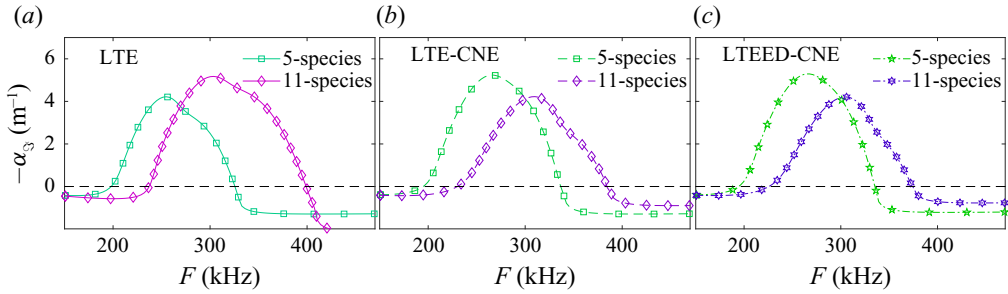 (a) (b) (c)
6 LTE 5-species 11-species
LTE-CNE 5-species 11-species
LTEED-CNE 5-species 11-species
4
2
0
−αℑ (m⁻¹)
200 300 400 200 300 400 200 300 400
F (kHz) F (kHz) F (kHz)